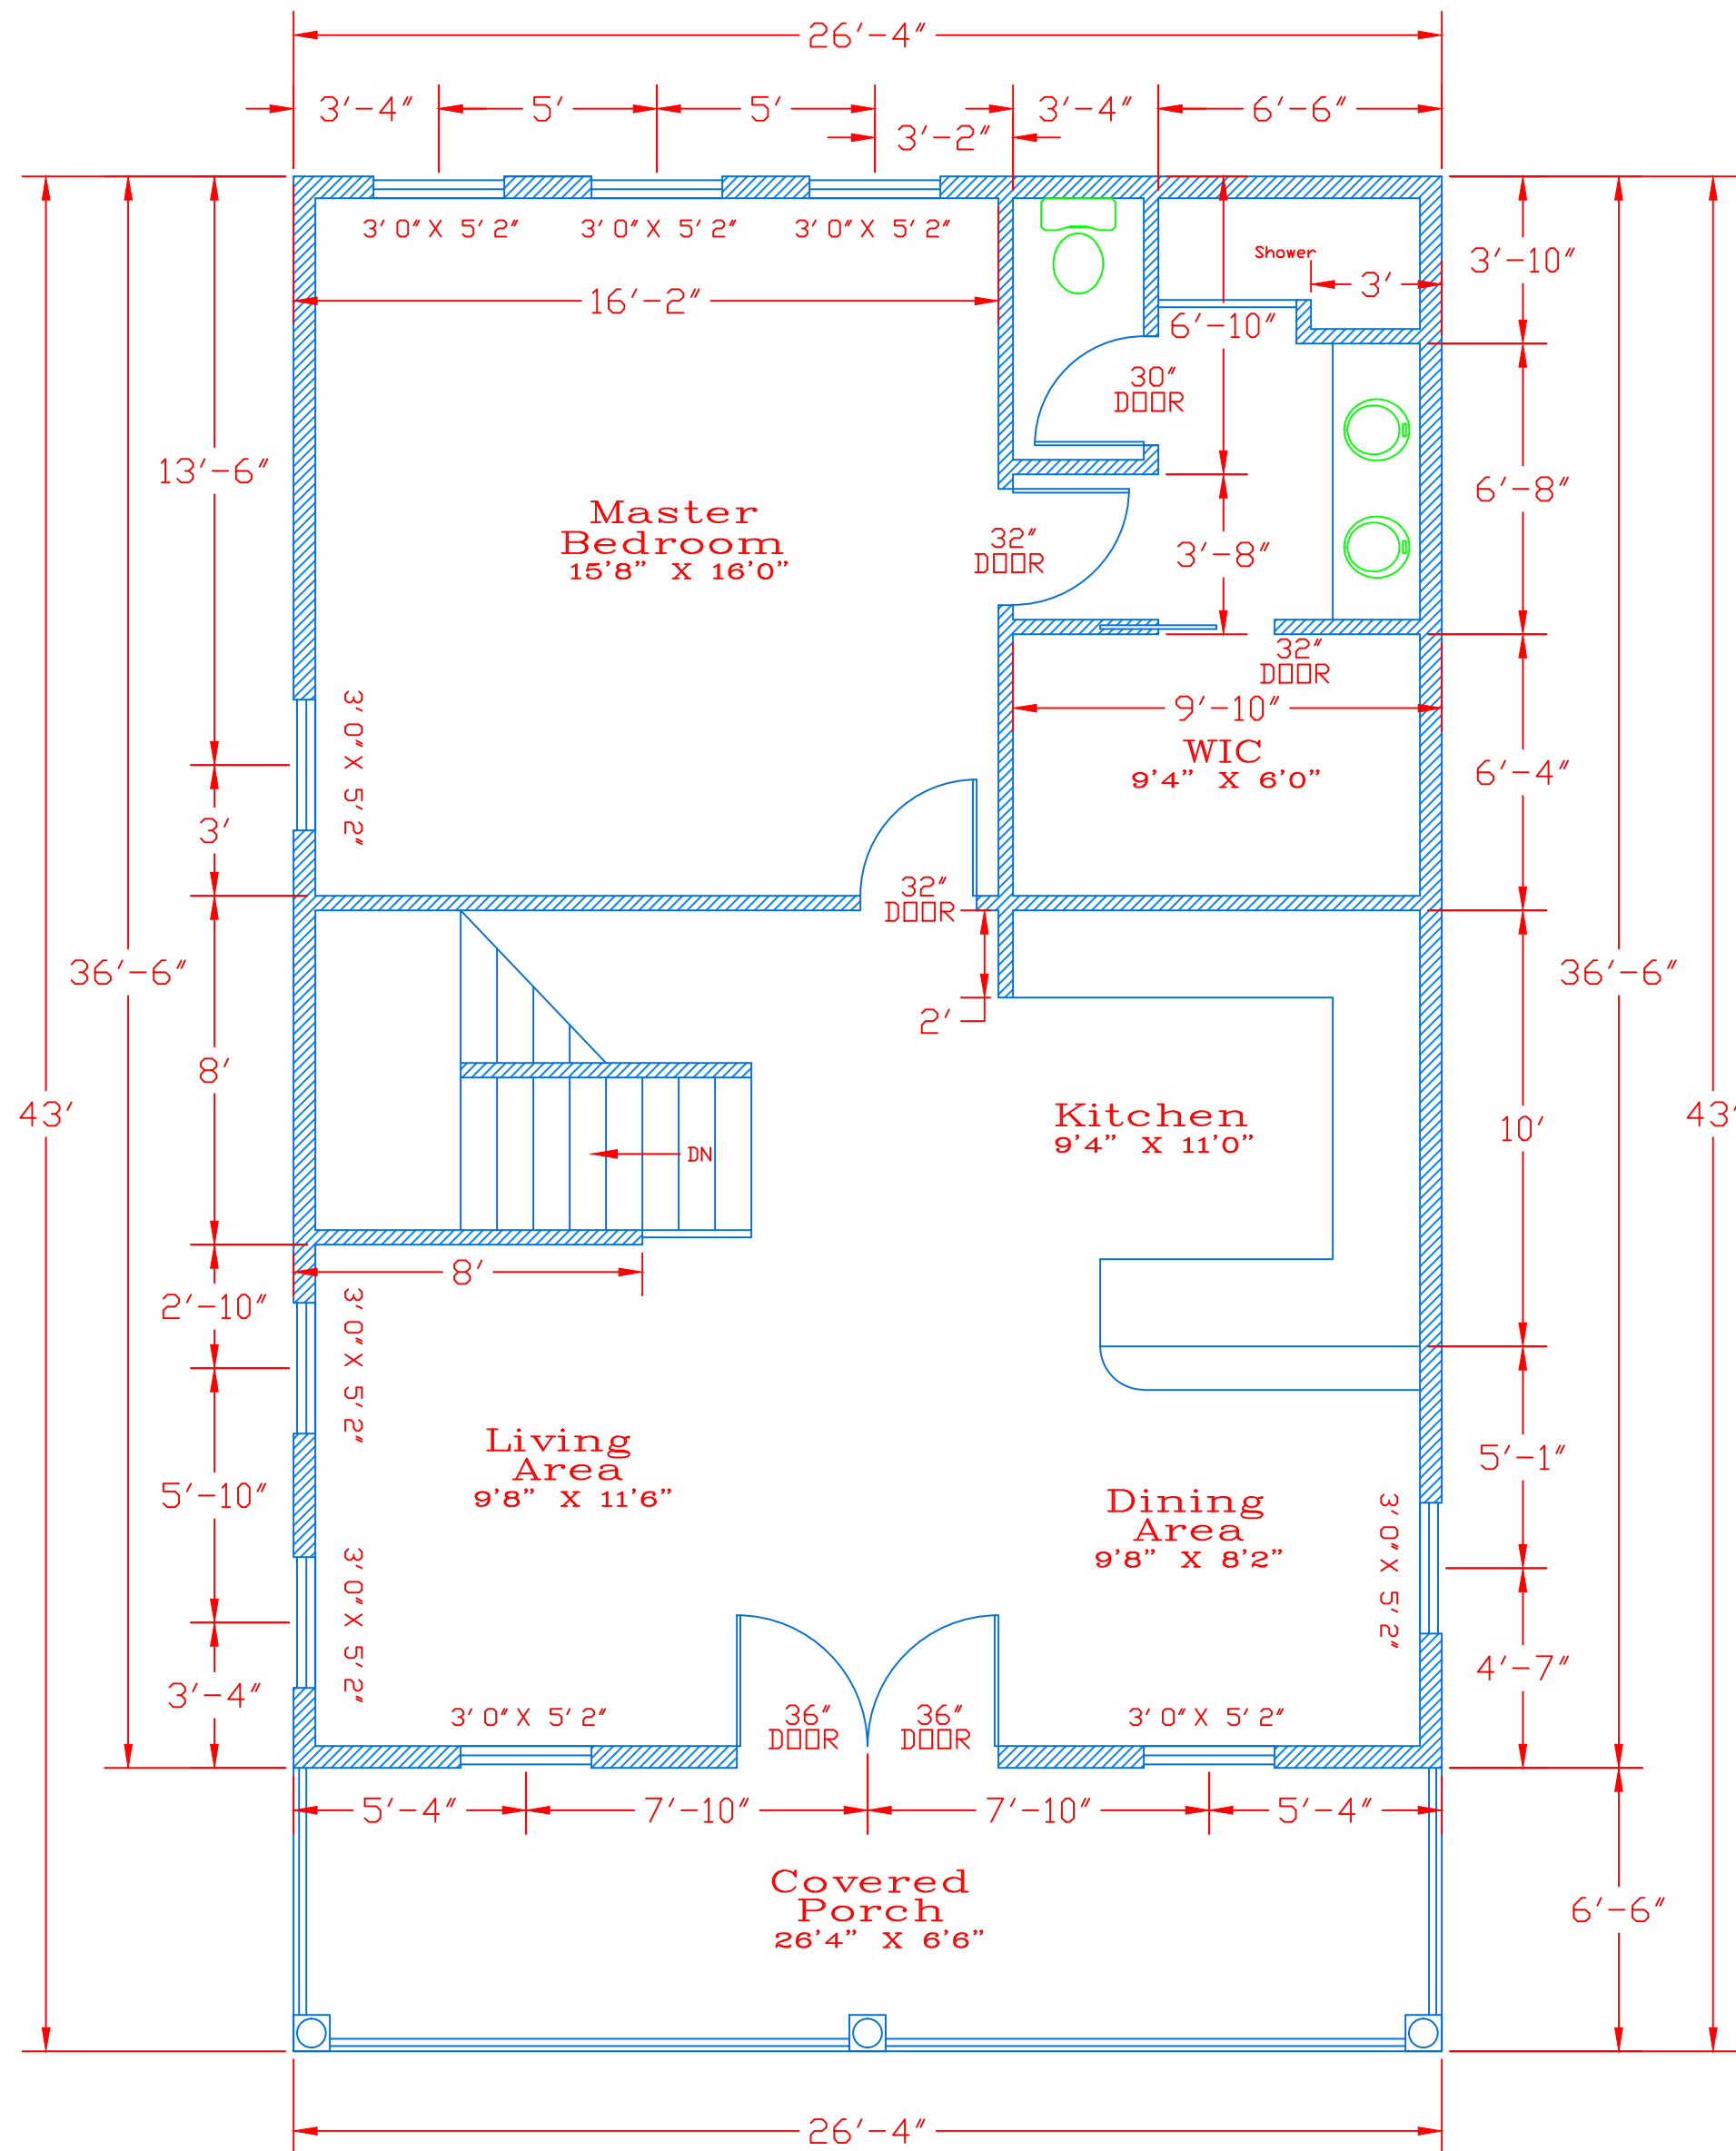 26'-4"
3'-4"
5'
5'
3'-4"
6'-6"
3'-2"
3'0"X 5'2"
3'0"X 5'2"
3'0"X 5'2"
Shower
3'-10"
3'
16'-2"
6'-10"
30"
DOOR
13'-6"
6'-8"
Master
Bedroom
15'8" X 16'0"
32"
DOOR
3'-8"
32"
DOOR
9'-10"
3'0"X 5'2"
WIC
9'4" X 6'0"
6'-4"
3'
32"
DOOR
36'-6"
36'-6"
2'
8'
43'
Kitchen
9'4" X 11'0"
10'
43'
DN
8'
2'-10"
3'0"X 5'2"
Living
Area
9'8" X 11'6"
5'-1"
5'-10"
Dining
Area
9'8" X 8'2"
3'0"X 5'2"
3'0"X 5'2"
4'-7"
3'-4"
3'0"X 5'2"
36"
DOOR
36"
DOOR
3'0"X 5'2"
5'-4"
7'-10"
7'-10"
5'-4"
Covered
Porch
26'4" X 6'6"
6'-6"
26'-4"